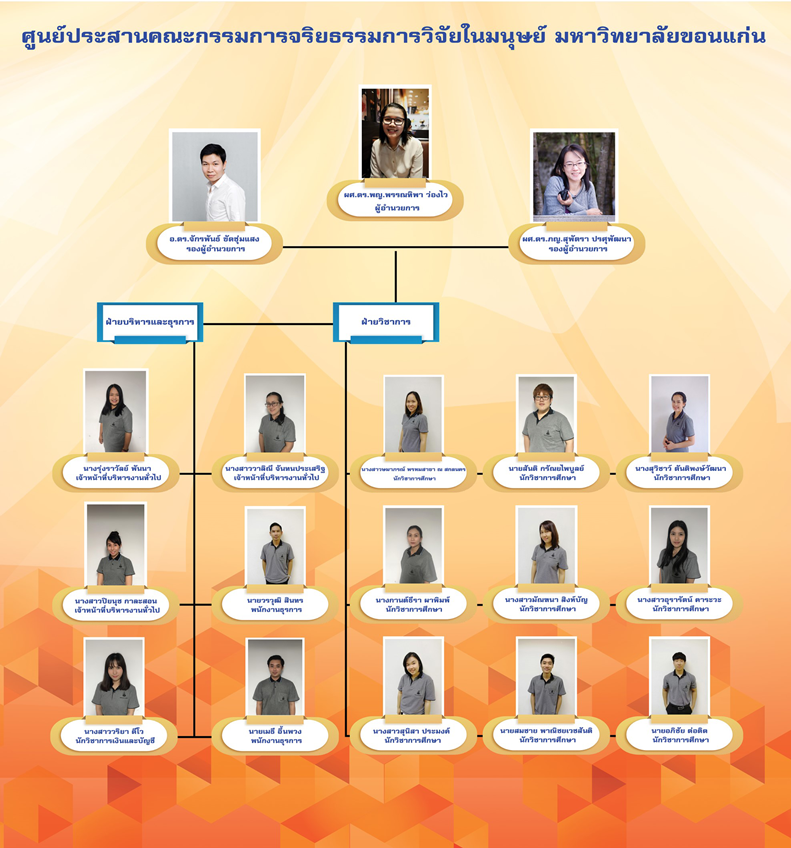 ศูนย์ประสานคณะกรรมการจริยธรรมการวิจัยในมนุษย์ มหาวิทยาลัยขอนแก่น
ผศ.ดร.พญ.พรรณทิพา ว่องไว
ผู้อำนวยการ
อ.ดร.จักรพันธ์ ชัดชุ่มแสง
รองผู้อำนวยการ
ผศ.ดร.ภญ.สุพัตรา ปรศุพัฒนา
รองผู้อำนวยการ
ฝ่ายบริหารและธุรการ
ฝ่ายวิชาการ
นางรุ่งราวัลย์ พันนา
เจ้าหน้าที่บริหารงานทั่วไป
นางสาววาสิณี จันทนประเสริฐ
เจ้าหน้าที่บริหารงานทั่วไป
พรหมสาขา ณ สกลนคร
นักวิชาการศึกษา
นายสันติ กรัณยไพบูลย์
นักวิชาการศึกษา
นางสุวิชาว์ ตันติพงษ์วัฒนา
นักวิชาการศึกษา
นางสาวปิยนุช กาละสอน
เจ้าหน้าที่บริหารงานทั่วไป
นายวรวุฒิ สินทร
พนักงานธุรการ
นางกานต์ธีรา มาพิมพ์
นักวิชาการศึกษา
นางสาวมัณฑนา สิงห์บัญ
นักวิชาการศึกษา
นางสาวอุรารัตน์ คาระวะ
นักวิชาการศึกษา
นางสาววริยา ดีโว
นักวิชาการเงินและบัญชี
นายเมธี อึ้นพวง
พนักงานธุรการ
นางสาวสุนิสา ประมงค์
นักวิชาการศึกษา
นายสมชาย พาณิชยเวชสันติ
นักวิชาการศึกษา
นายอภิชัย ต่อติด
นักวิชาการศึกษา